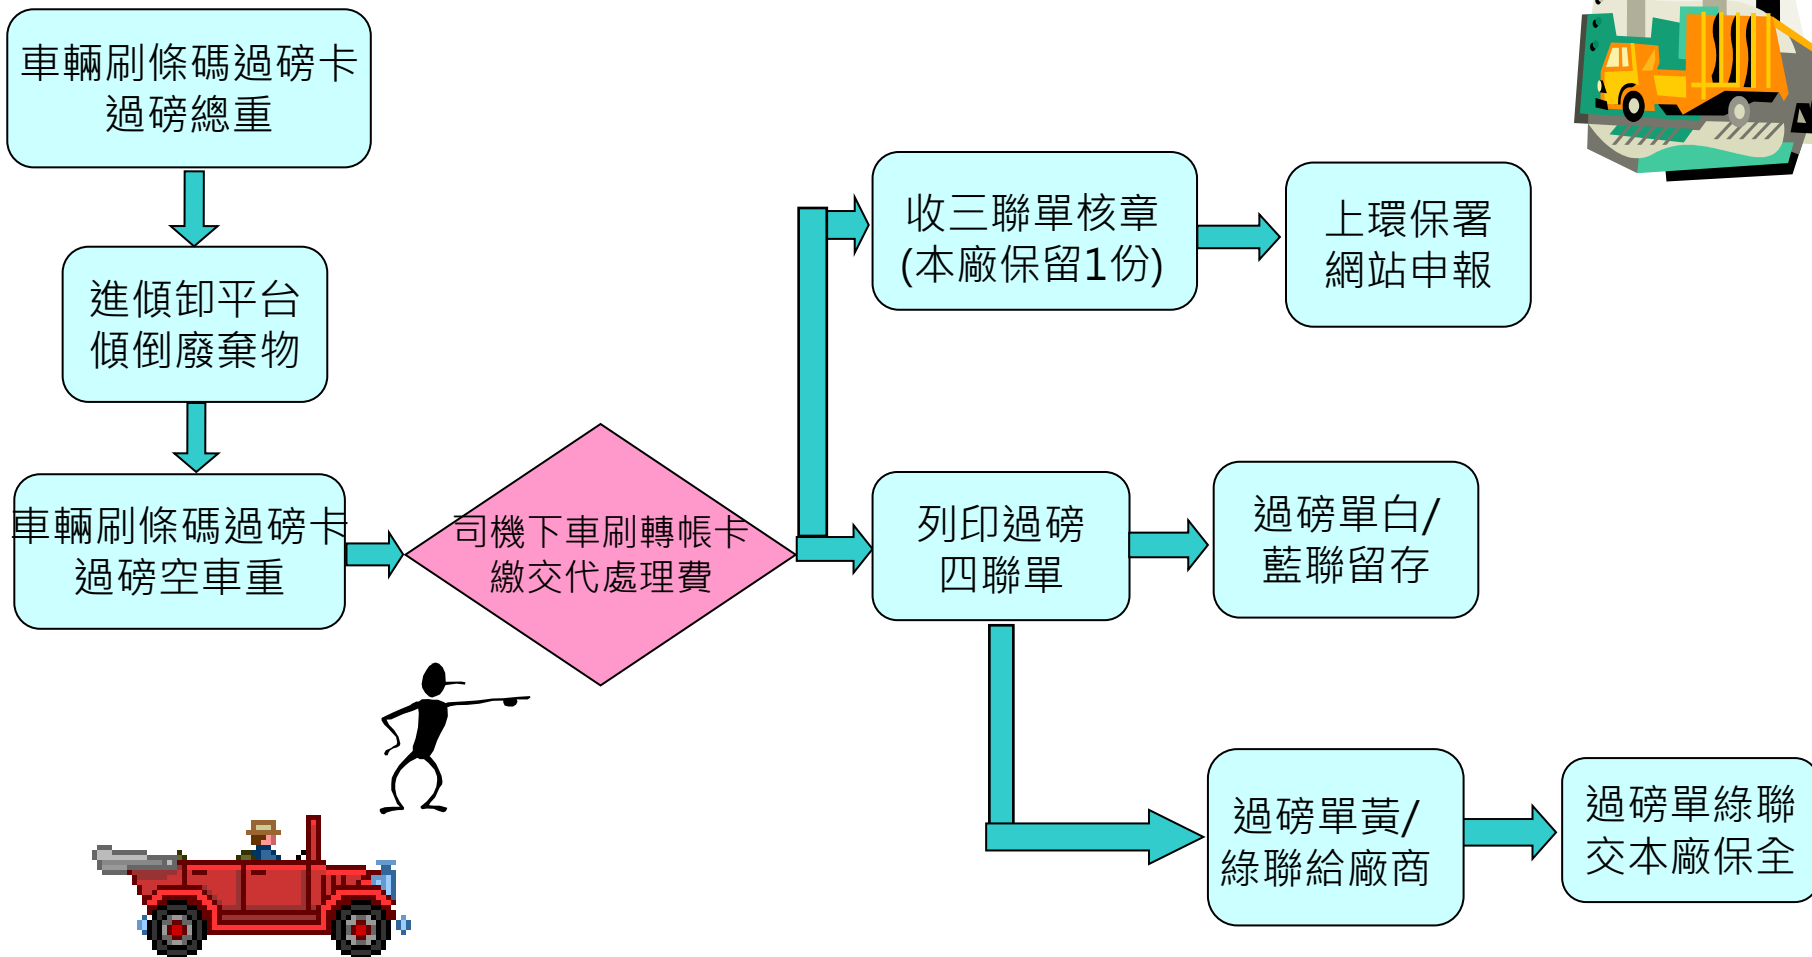 車輛刷條碼過磅卡
過磅總重
進傾卸平台
傾倒廢棄物
車輛刷條碼過磅卡
過磅空車重
司機下車刷轉帳卡
繳交代處理費
收三聯單核章
(本廠保留1份)
上環保署
網站申報
列印過磅
四聯單
過磅單白/
藍聯留存
過磅單黃/
綠聯給廠商
過磅單綠聯
交本廠保全